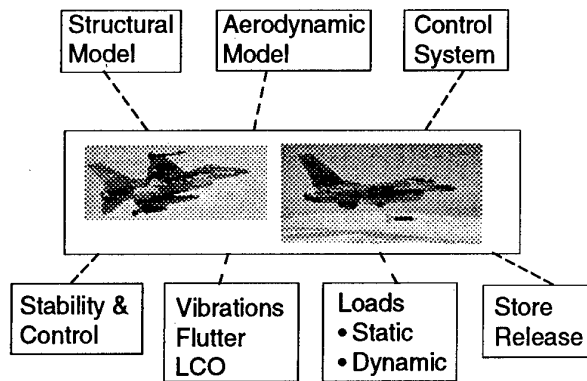 Structural
Model
Aerodynamic
Model
Control
System
Stability &
Control
Vibrations
Flutter
LCO
Loads
• Static
• Dynamic
Store
Release